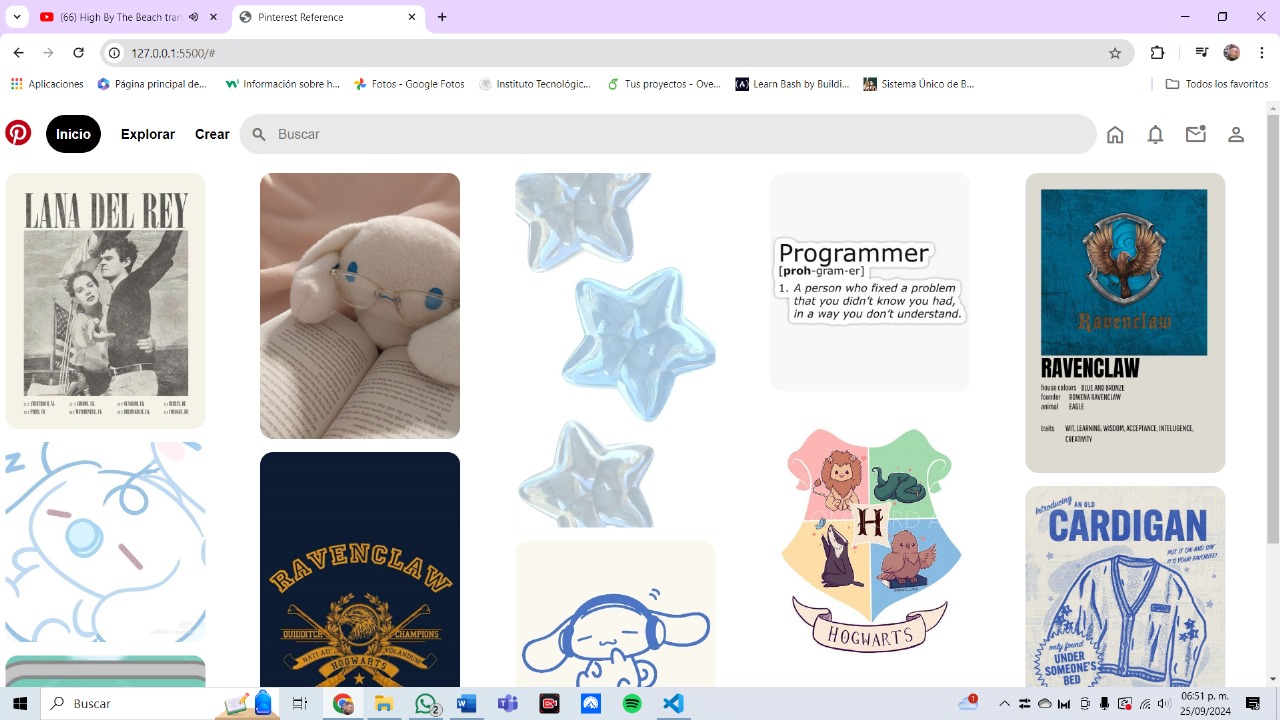 (66) High By The Beach
Pinterest Reference
127.0.0.1:5500/#
Aplicaciones
Página principal de...
Información sobre h...
Fotos - Google Photos
Instituto Tecnológic...
Tus proyectos - Ove...
Learn Bash by Buildi...
Sistema Único de B...
Todos los favoritos
Inicio
Explorar
Crear
Buscar
LANA DEL REY
Programmer
[proh-gram-er]
1. A person who fixed a problem
that you didn't know you had,
in a way you don't understand.
Ravenclaw
RAVENCLAW
house colours BLUE AND BRONZE
founder ROWENA RAVENCLAW
animal EAGLE
traits WIT, LEARNING, WISDOM, ACCEPTANCE, INTELLIGENCE,
CREATIVITY
Z
RAVENCLAW
QUIDDITCH CHAMPIONS
HOGWARTS
H
HOGWARTS
Introducing AN OLD
CARDIGAN
PUT IT ON AND SAY
IT'S YOUR FAVORITE?
only found
UNDER
SOMEONE'S
BED
Buscar
2
1
06:51 p. m.
25/09/2024